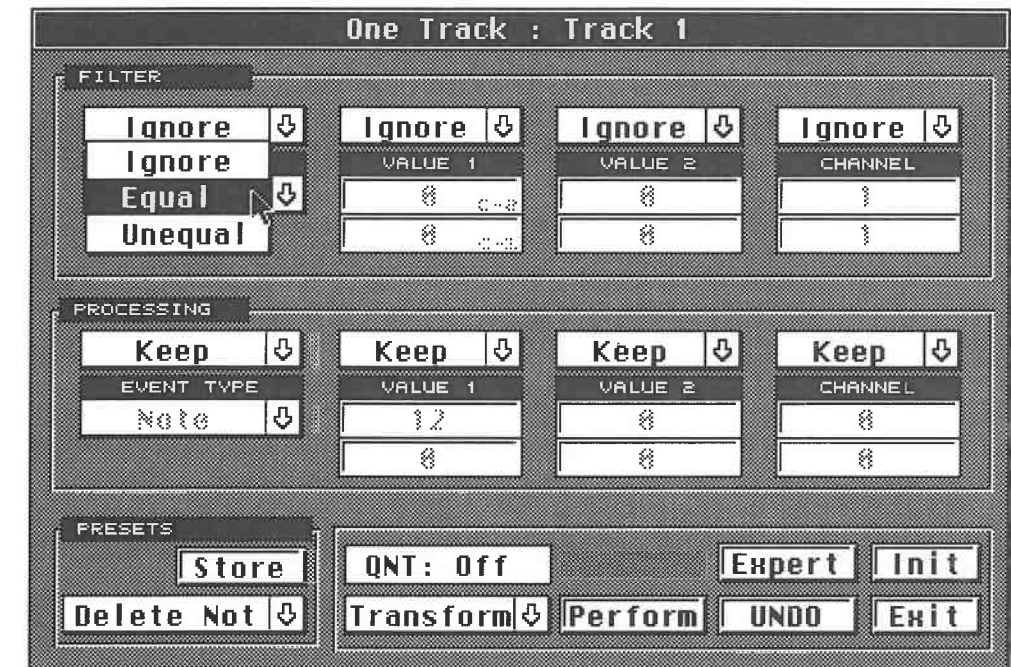 One Track : Track 1
FILTER
Ignore Ignore Ignore Ignore
Ignore VALUE 1 VALUE 2 CHANNEL
Equal 0 0 1
Unequal 0 0 1
PROCESSING
Keep Keep Keep Keep
EVENT TYPE VALUE 1 VALUE 2 CHANNEL
Note 12 0 0
0 0 0
PRESETS
Store QNT: Off Expert Init
Delete Not Transform Perform UNDO Exit